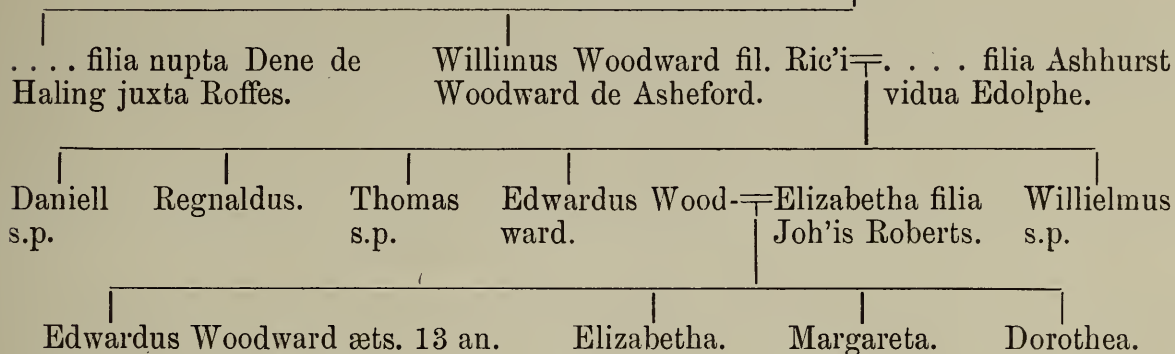 . . . . filia nupta Dene de
Haling juxta Roffes.
Willimus Woodward fil. Ric'i
Woodward de Asheford.
. . . . filia Ashhurst
vidua Edolphe.
Daniell
s.p.
Regnaldus.
Thomas
s.p.
Edwardus Wood-
ward.
Elizabetha filia
Joh'is Roberts.
Willielmus
s.p.
Edwardus Woodward æts. 13 an.
Elizabetha.
Margareta.
Dorothea.